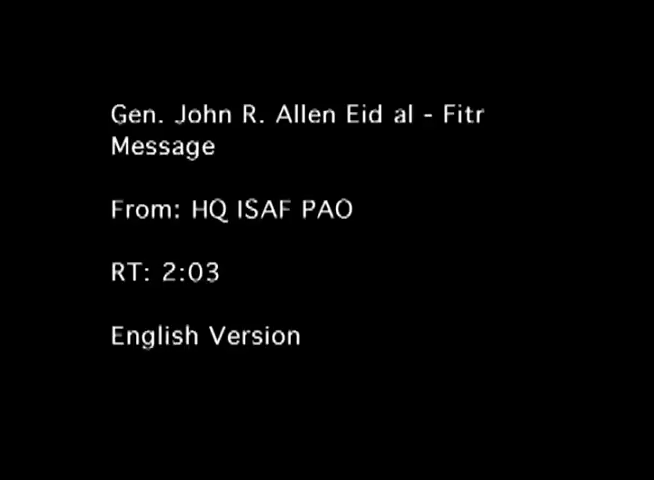 Gen. John R. Allen Eid al - Fitr
Message
From: HQ ISAF PAO
RT: 2:03
English Version